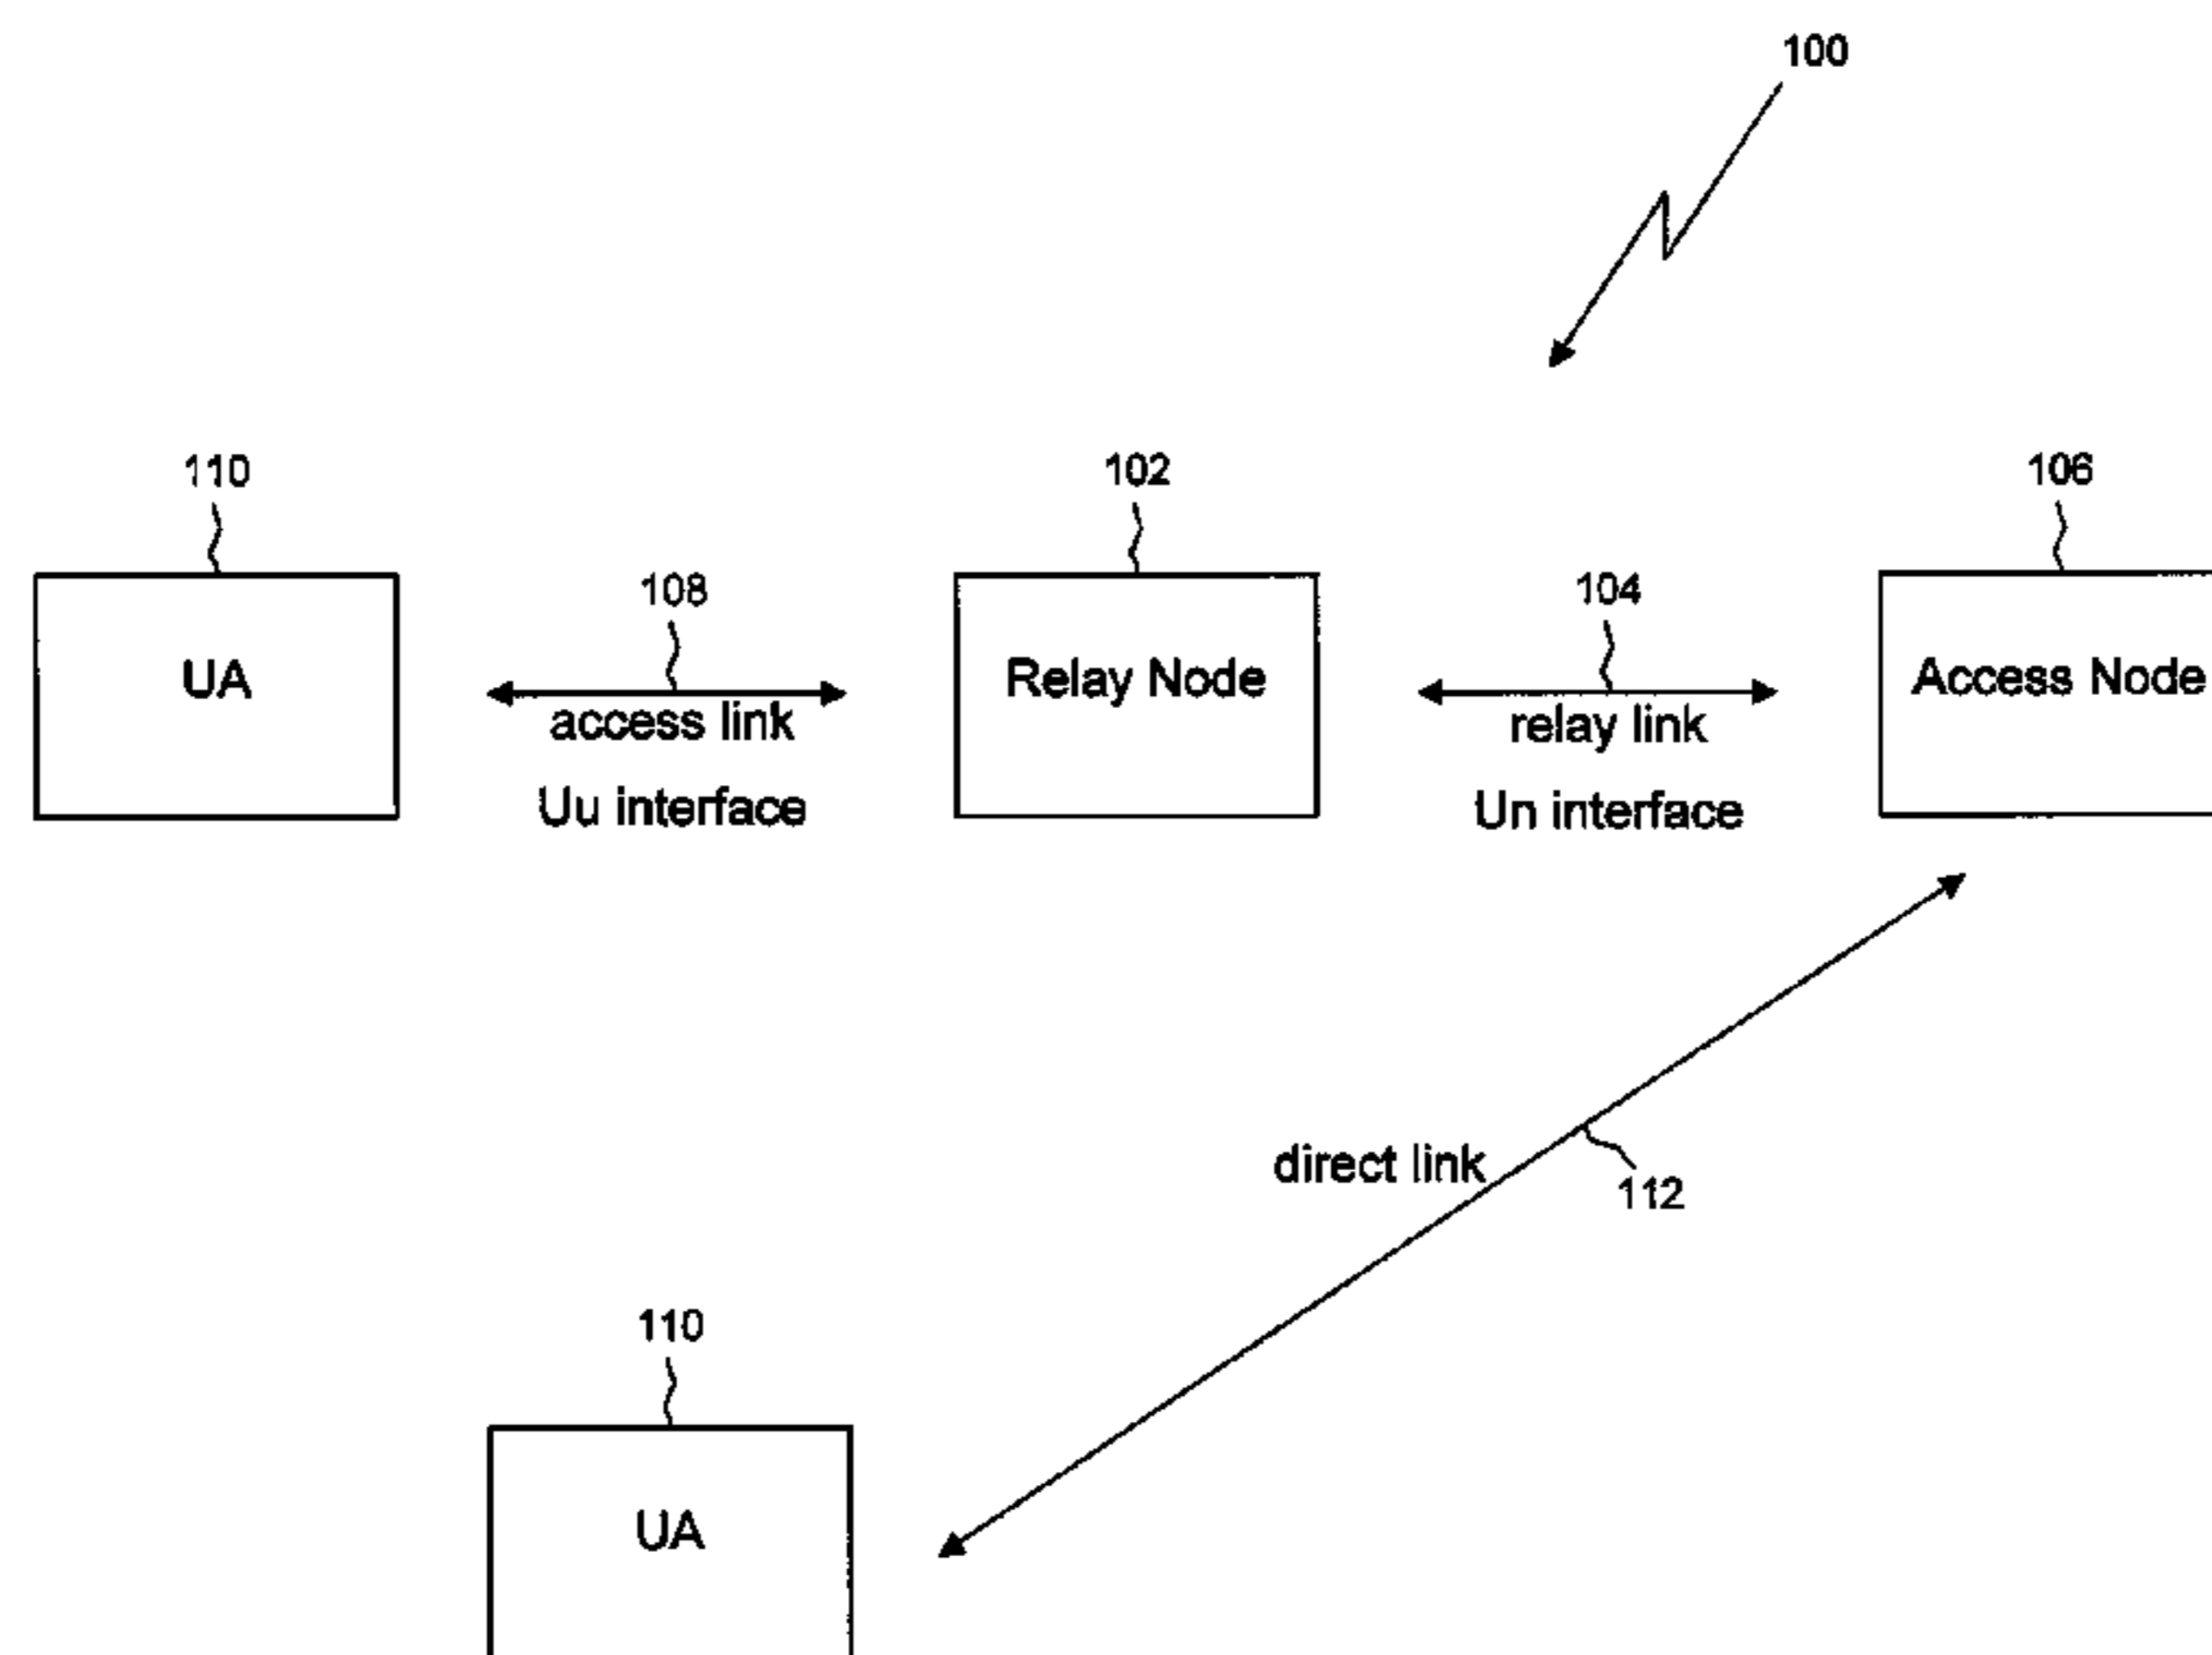 100
110
102
106
108
104
UA
Relay Node
Access Node
access link
relay link
Uu interface
Un interface
direct link
112
110
UA